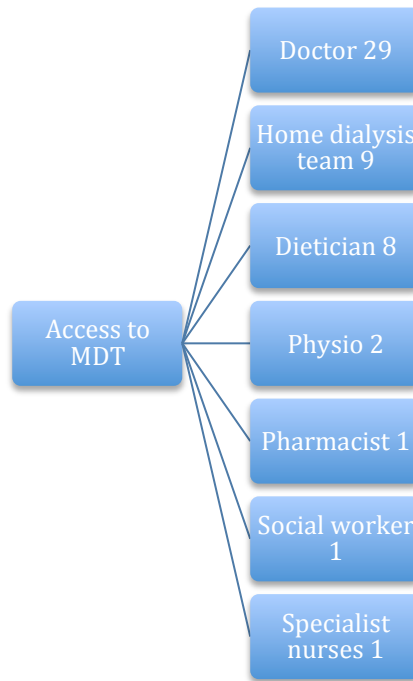 Doctor 29
Home dialysis
team 9
Dietician 8
Access to
MDT
Physio 2
Pharmacist 1
Social worker
1
Specialist
nurses 1